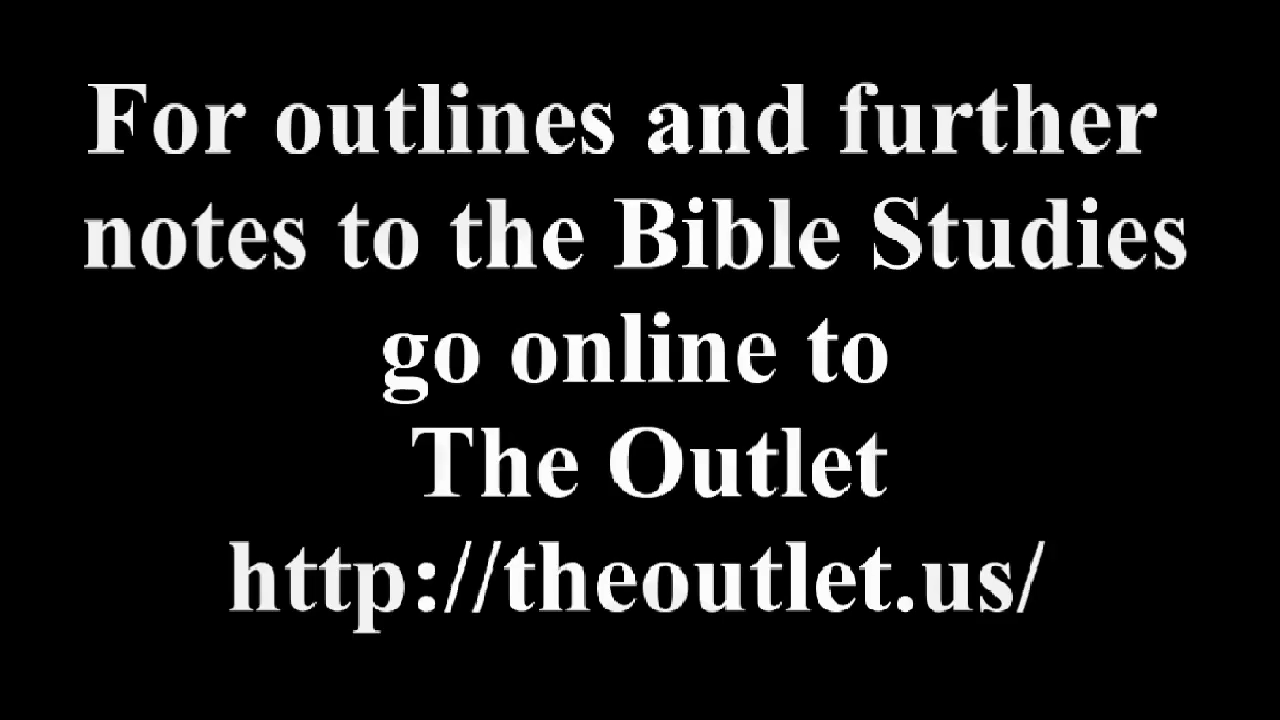 For outlines and further
notes to the Bible Studies
go online to
The Outlet
http://theoutlet.us/